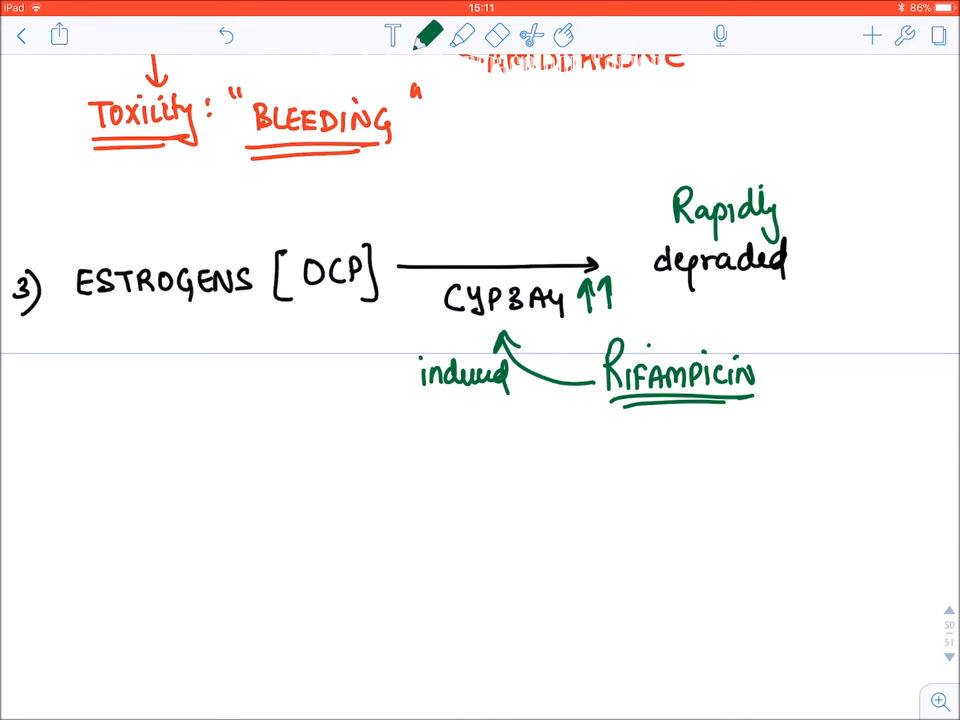 iPad 15:11 86%
T
Toxicity: "BLEEDING"
Rapidly
3) ESTROGENS [OCP] degraded
CYP3A4 ↑↑
induced RIFAMPICIN
50
51